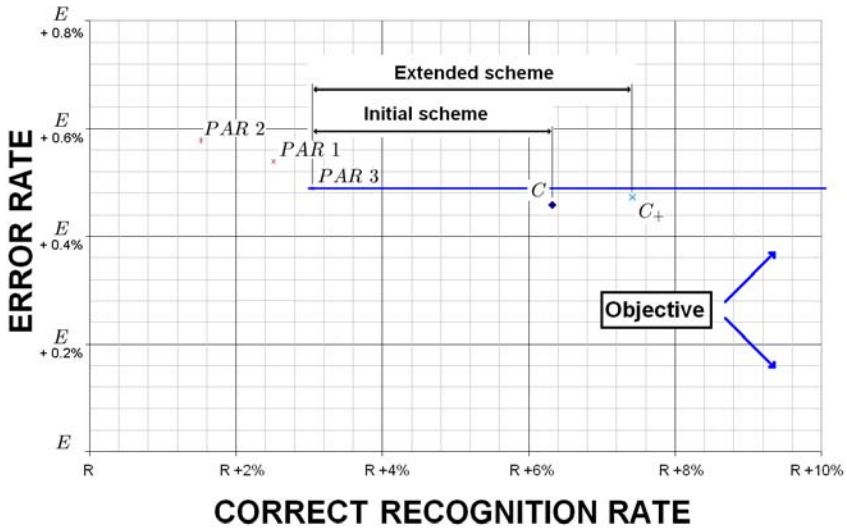 E
+ 0.8%
Extended scheme
Initial scheme
E
+ 0.6%
PAR 2
PAR 1
PAR 3
C
C+
E
+ 0.4%
Objective
E
+ 0.2%
E
R
R +2%
R +4%
R +6%
R +8%
R +10%
ERROR RATE
CORRECT RECOGNITION RATE